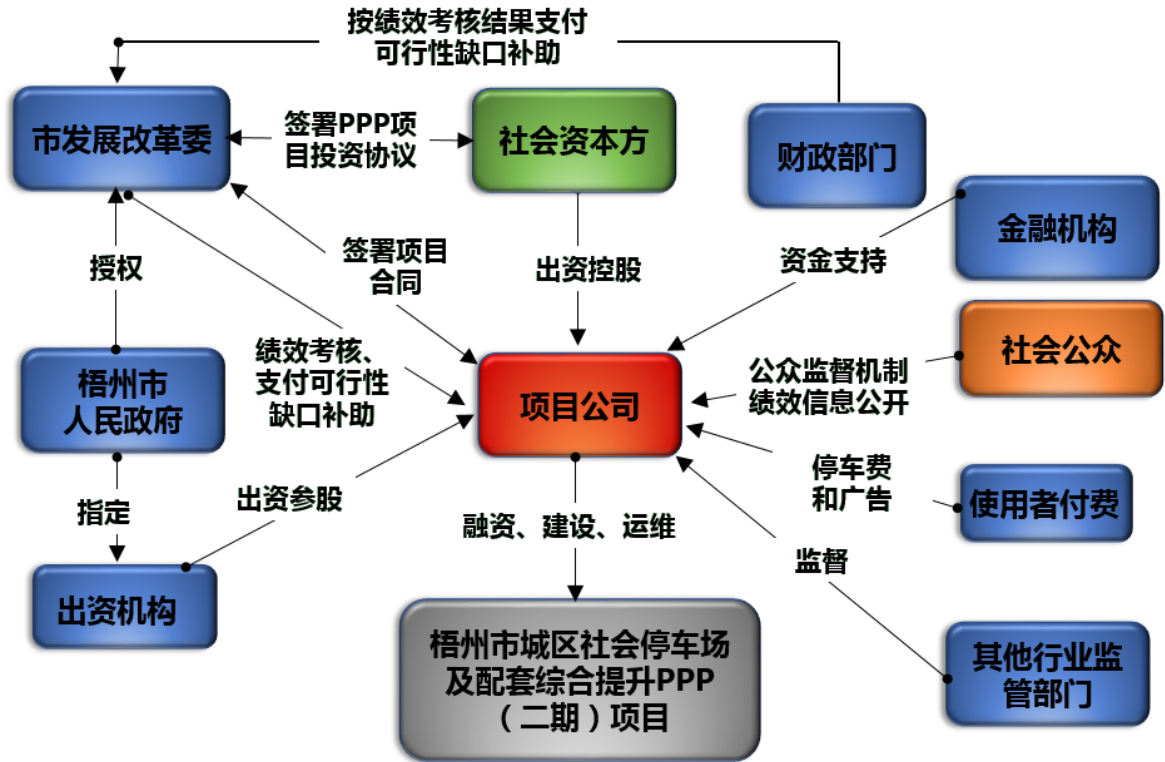 按绩效考核结果支付
可行性缺口补助
市发展改革委
签署PPP项
目投资协议
社会资本方
财政部门
金融机构
授权
签署项目
合同
出资控股
资金支持
社会公众
梧州市
人民政府
绩效考核、
支付可行性
缺口补助
项目公司
公众监督机制
绩效信息公开
停车费
和广告
使用者付费
指定
出资参股
融资、建设、运维
监督
出资机构
梧州市城区社会停车场
及配套综合提升PPP
（二期）项目
其他行业监
管部门